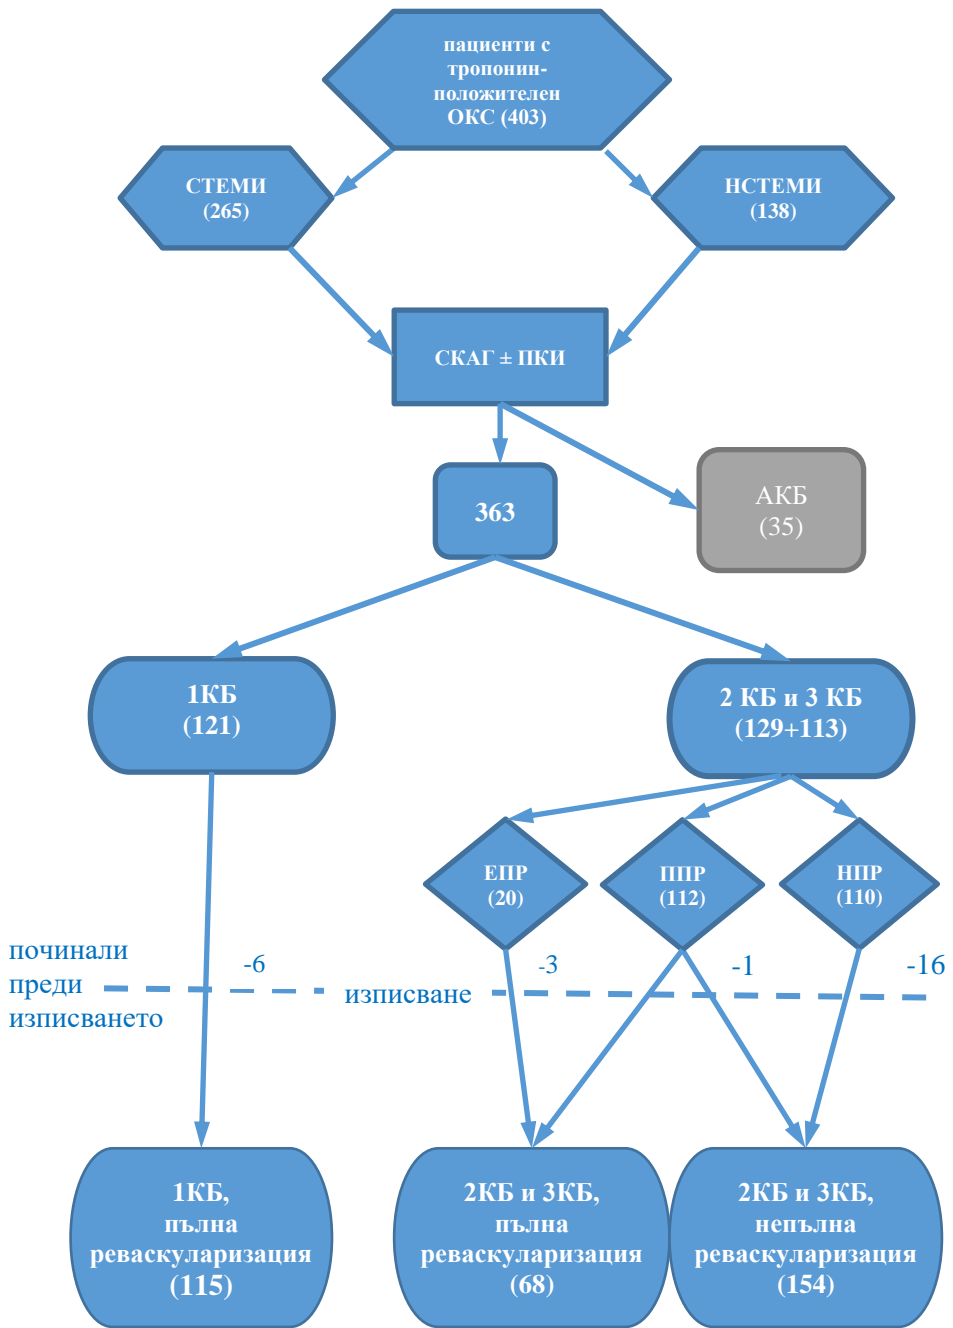 пациенти с
тропонин-
положителен
ОКС (403)
СТЕМИ
(265)
НСТЕМИ
(138)
СКАГ ± ПКИ
363
АКБ
(35)
1КБ
(121)
2 КБ и 3 КБ
(129+113)
ЕПР
(20)
ППР
(112)
НПР
(110)
починали
преди
изписването
-6
изписване
-3
-1
-16
1КБ,
пълна
реваскуларизация
(115)
2КБ и 3КБ,
пълна
реваскуларизация
(68)
2КБ и 3КБ,
непълна
реваскуларизация
(154)